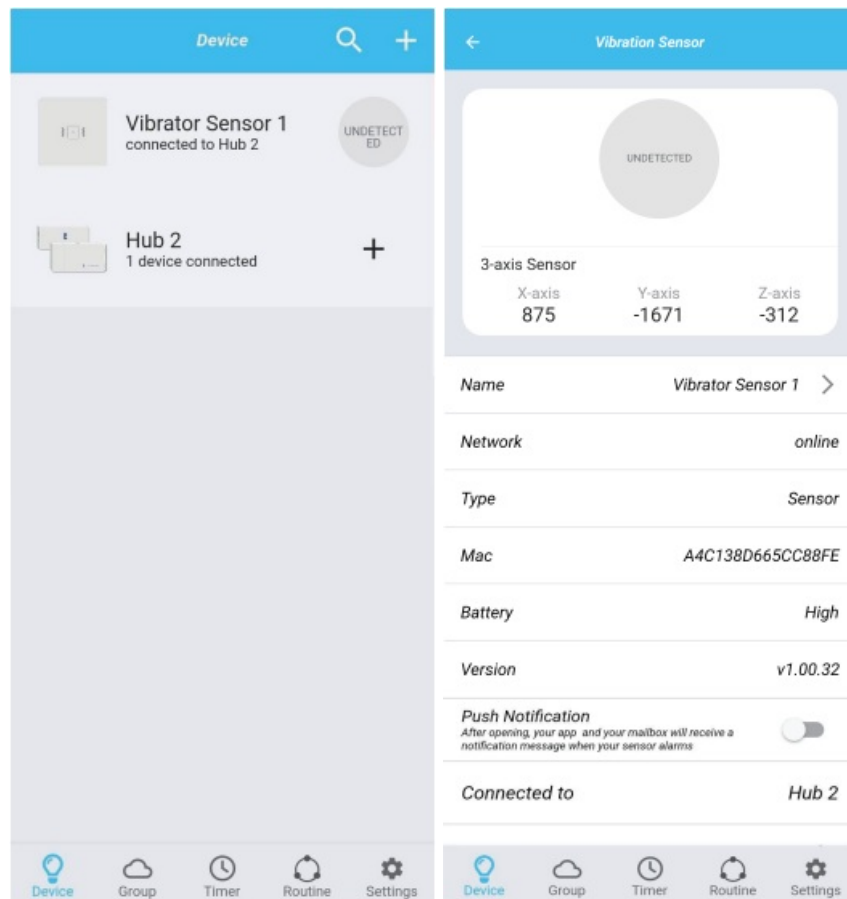 Device
Vibrator Sensor 1
connected to Hub 2
UNDETECT
ED
Hub 2
1 device connected
Device
Group
Timer
Routine
Settings
Vibration Sensor
UNDETECTED
3-axis Sensor
X-axis Y-axis Z-axis
875 -1671 -312
Name Vibrator Sensor 1
Network online
Type Sensor
Mac A4C138D665CC88FE
Battery High
Version v1.00.32
Push Notification
After opening, your app and your mailbox will receive a
notification message when your sensor alarms
Connected to Hub 2
Device
Group
Timer
Routine
Settings